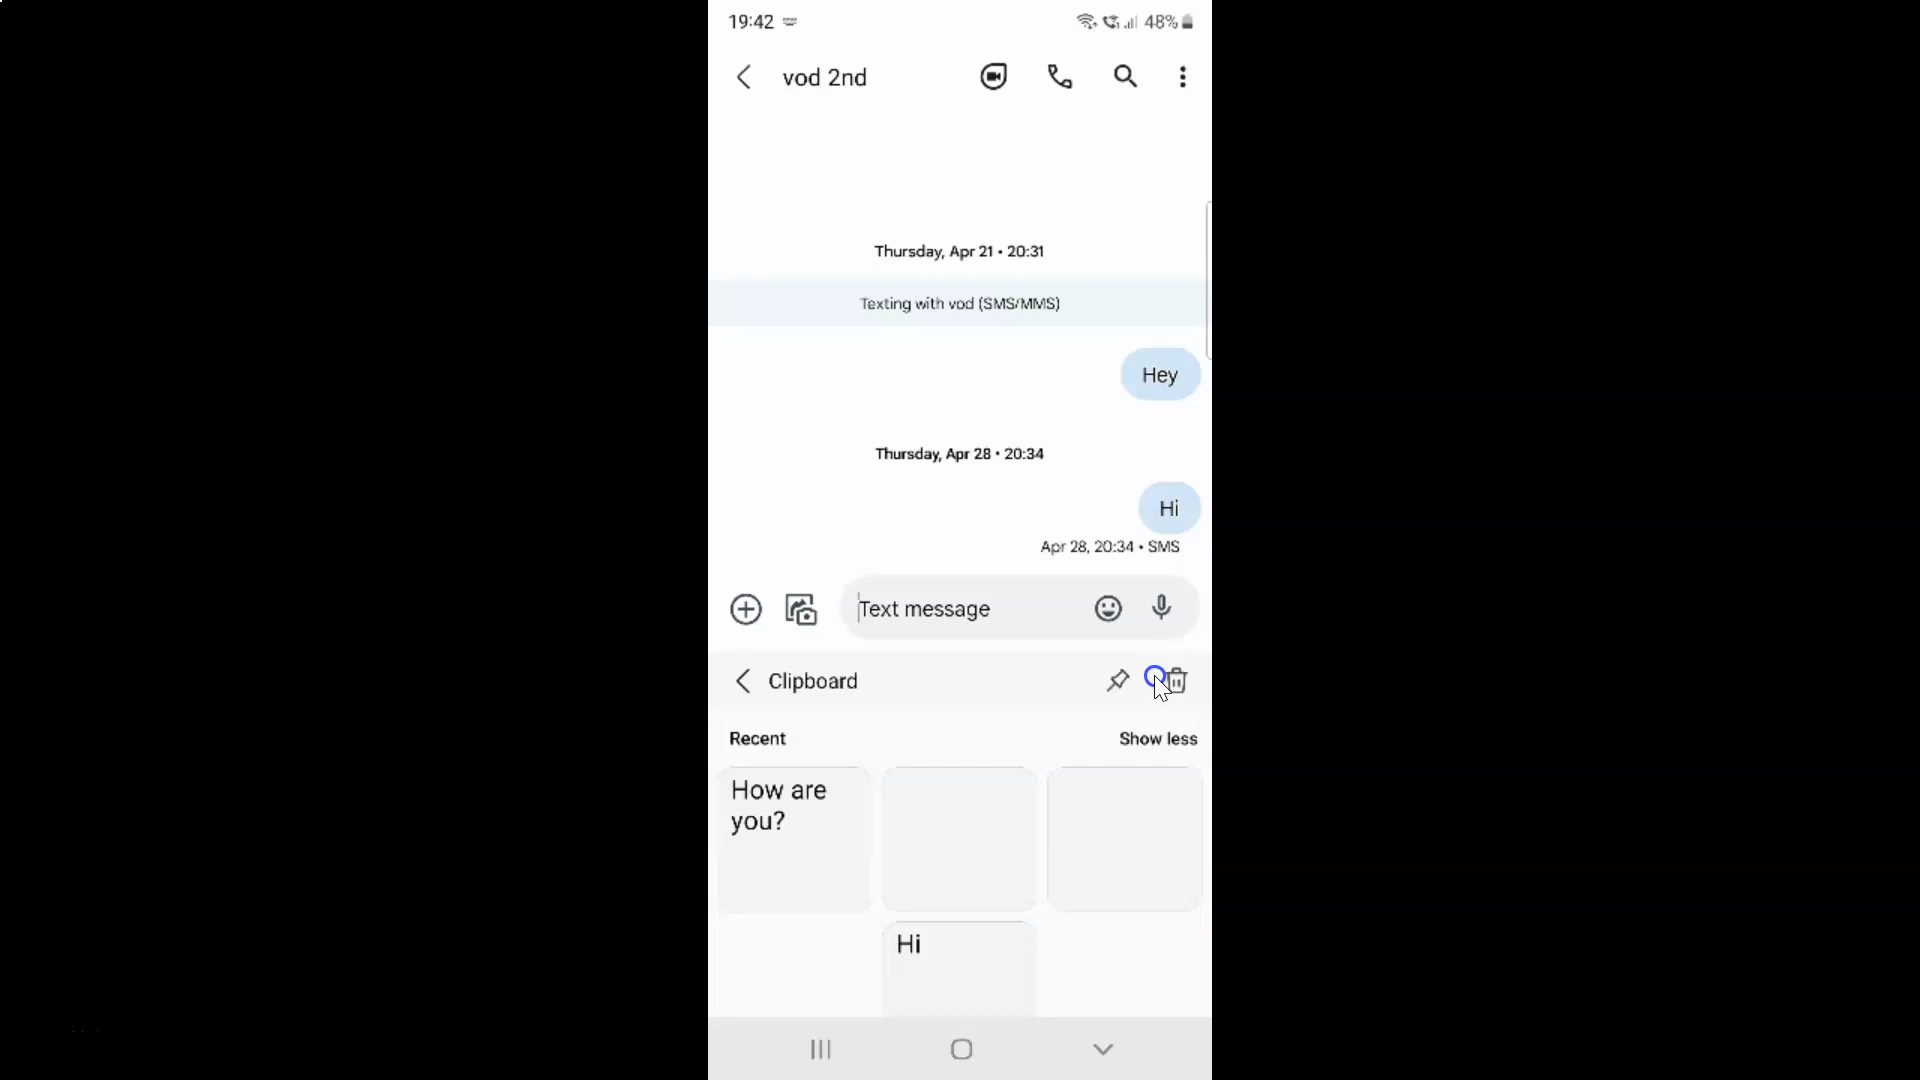 19:42
48%
vod 2nd
Thursday, Apr 21 • 20:31
Texting with vod (SMS/MMS)
Hey
Thursday, Apr 28 • 20:34
Hi
Apr 28, 20:34 • SMS
Text message
Clipboard
Recent
Show less
How are
you?
Hi